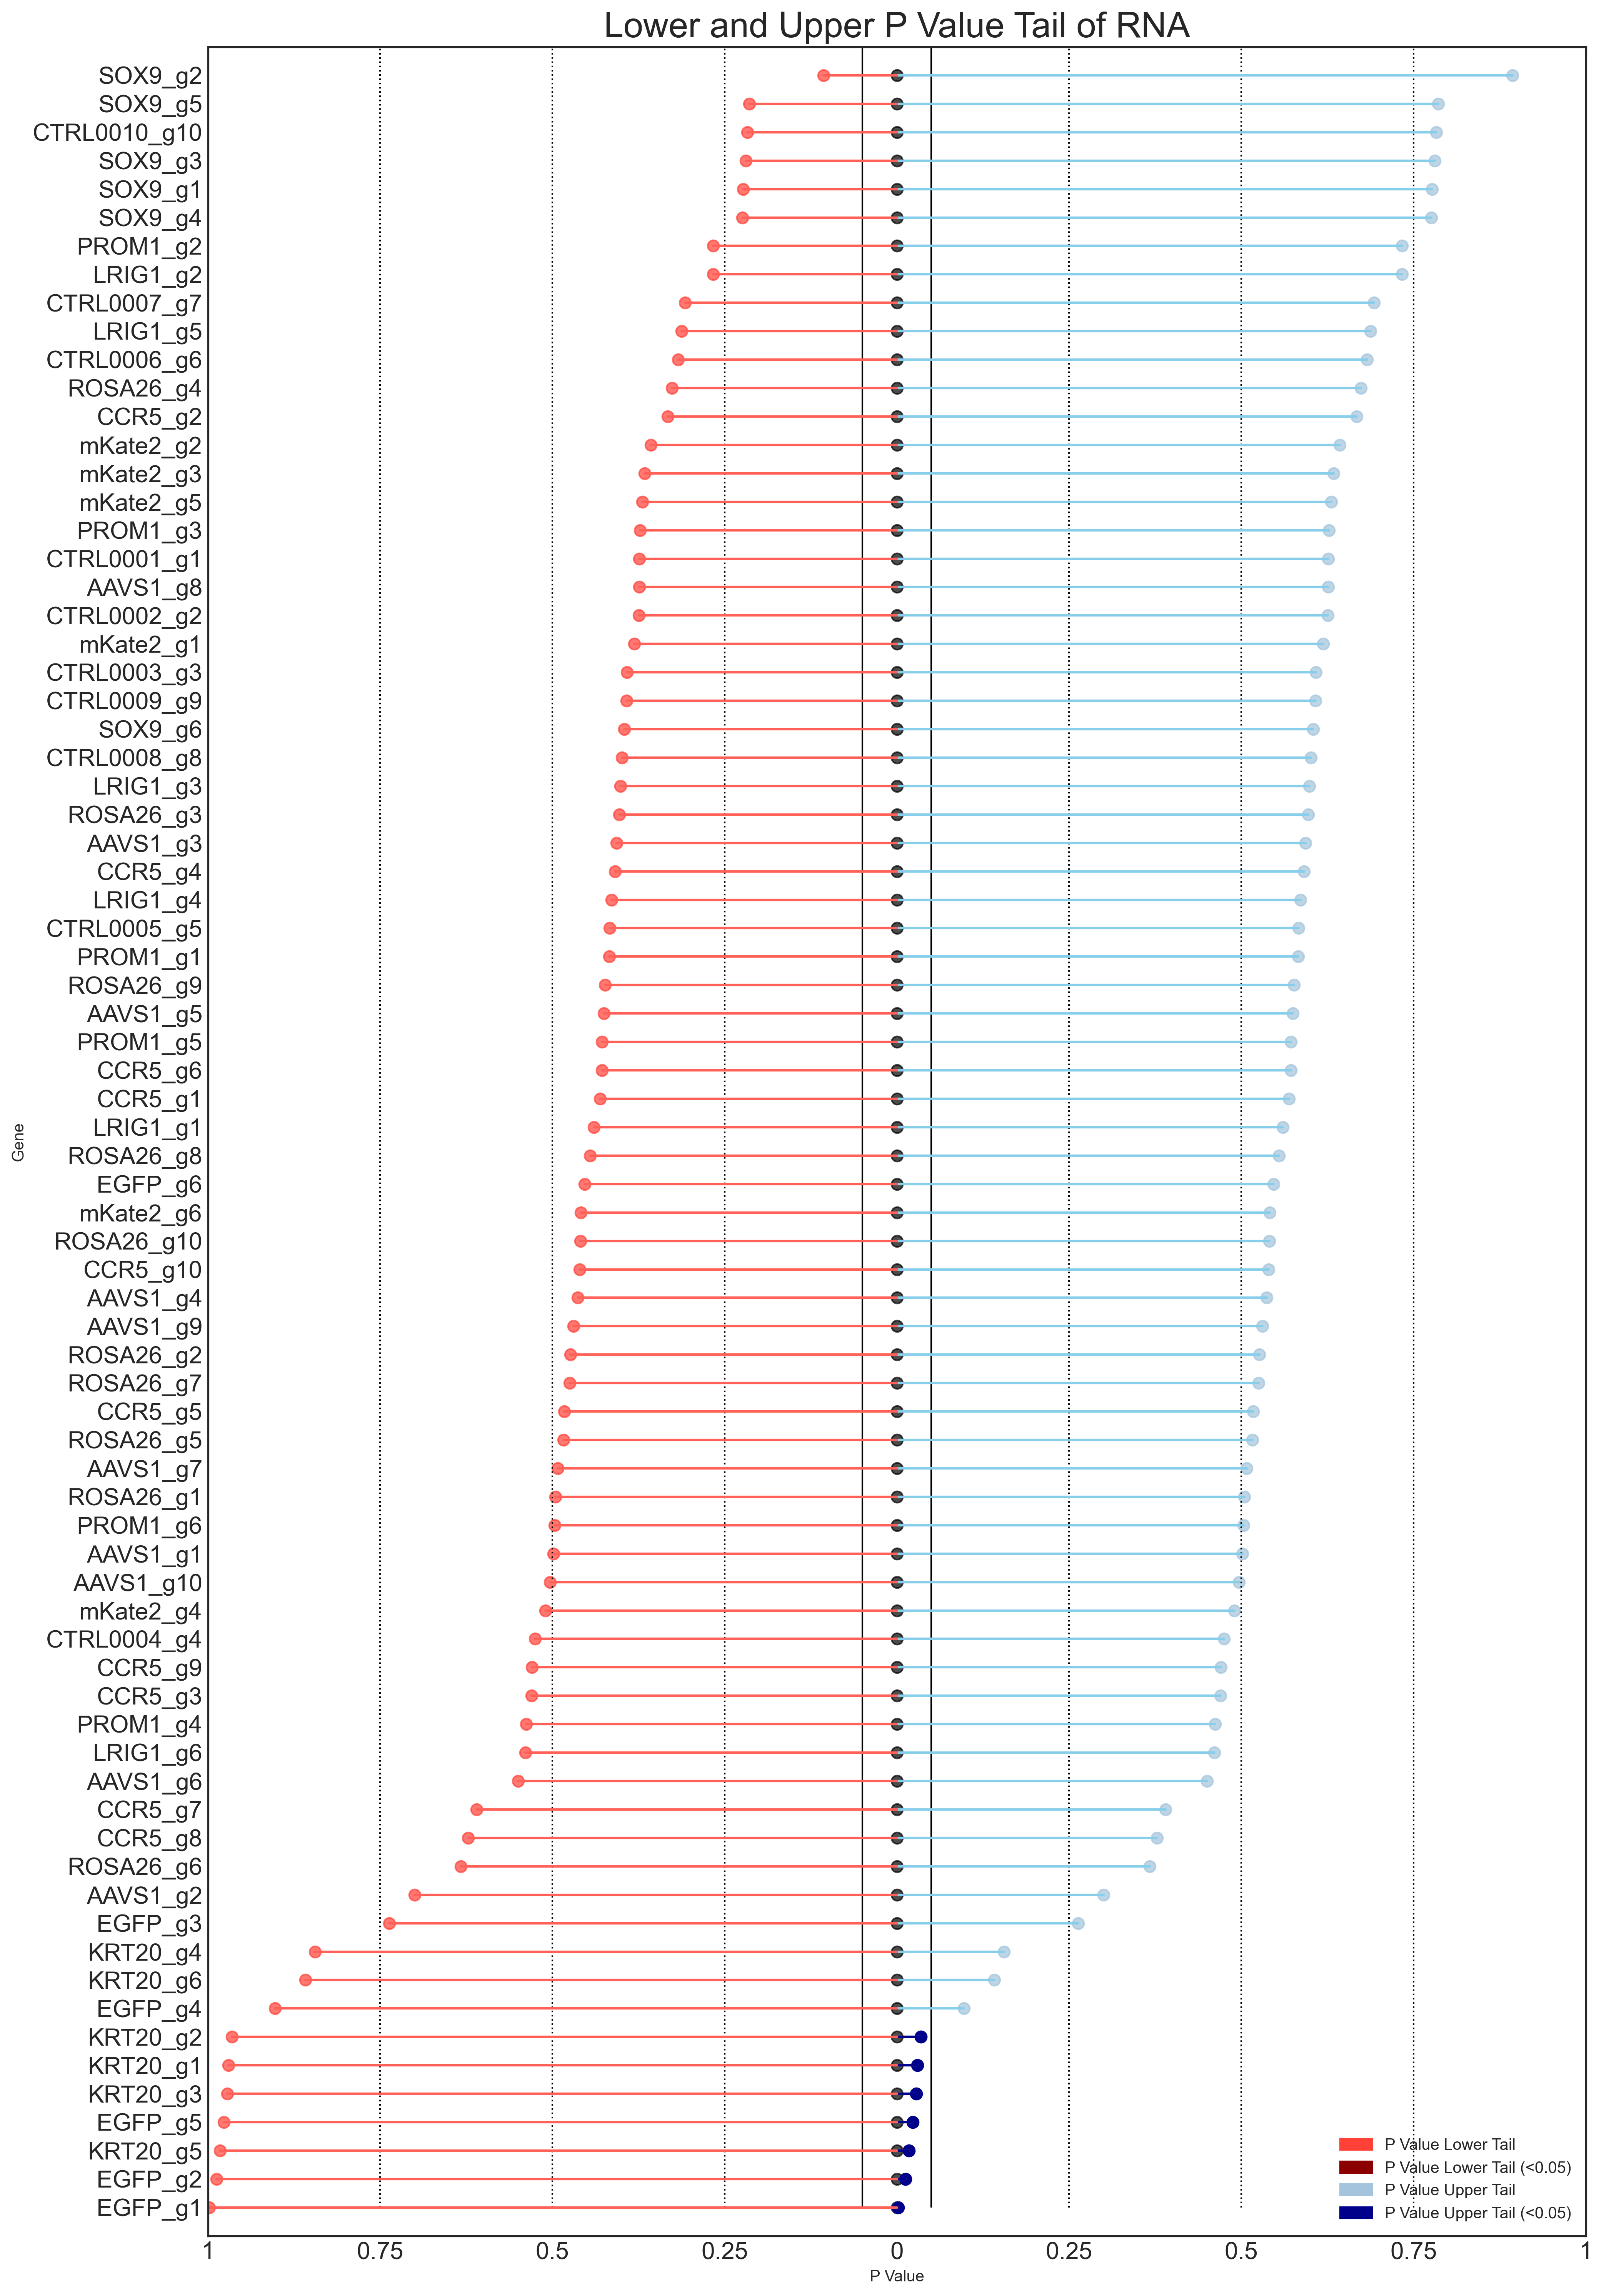 Lower and Upper P Value Tail of RNA
SOX9_g2
SOX9_g5
CTRL0010_g10
SOX9_g3
SOX9_g1
SOX9_g4
PROM1_g2
LRIG1_g2
CTRL0007_g7
LRIG1_g5
CTRL0006_g6
ROSA26_g4
CCR5_g2
mKate2_g2
mKate2_g3
mKate2_g5
PROM1_g3
CTRL0001_g1
AAVS1_g8
CTRL0002_g2
mKate2_g1
CTRL0003_g3
CTRL0009_g9
SOX9_g6
CTRL0008_g8
LRIG1_g3
ROSA26_g3
AAVS1_g3
CCR5_g4
LRIG1_g4
CTRL0005_g5
PROM1_g1
ROSA26_g9
AAVS1_g5
PROM1_g5
CCR5_g6
CCR5_g1
LRIG1_g1
ROSA26_g8
EGFP_g6
mKate2_g6
ROSA26_g10
CCR5_g10
AAVS1_g4
AAVS1_g9
ROSA26_g2
ROSA26_g7
CCR5_g5
ROSA26_g5
AAVS1_g7
ROSA26_g1
PROM1_g6
AAVS1_g1
AAVS1_g10
mKate2_g4
CTRL0004_g4
CCR5_g9
CCR5_g3
PROM1_g4
LRIG1_g6
AAVS1_g6
CCR5_g7
CCR5_g8
ROSA26_g6
AAVS1_g2
EGFP_g3
KRT20_g4
KRT20_g6
EGFP_g4
KRT20_g2
KRT20_g1
KRT20_g3
EGFP_g5
KRT20_g5
EGFP_g2
EGFP_g1
Gene
P Value Lower Tail
P Value Lower Tail (<0.05)
P Value Upper Tail
P Value Upper Tail (<0.05)
1 0.75 0.5 0.25 0 0.25 0.5 0.75 1
P Value